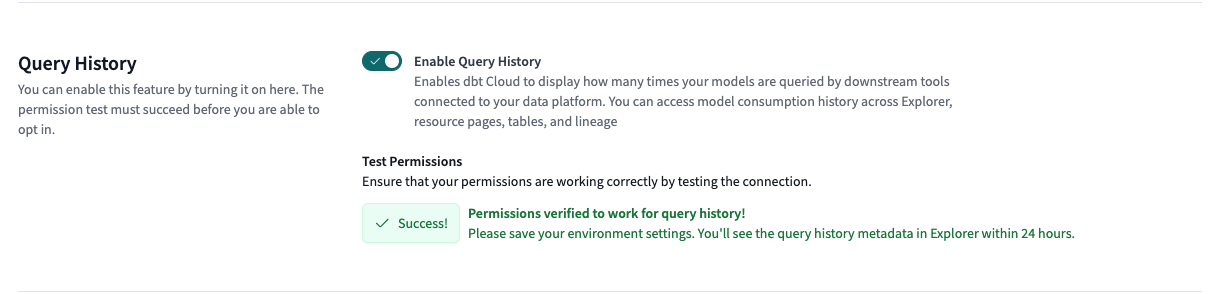 Query History
You can enable this feature by turning it on here. The
permission test must succeed before you are able to
opt in.
Enable Query History
Enables dbt Cloud to display how many times your models are queried by downstream tools
connected to your data platform. You can access model consumption history across Explorer,
resource pages, tables, and lineage
Test Permissions
Ensure that your permissions are working correctly by testing the connection.
Success!
Permissions verified to work for query history!
Please save your environment settings. You'll see the query history metadata in Explorer within 24 hours.